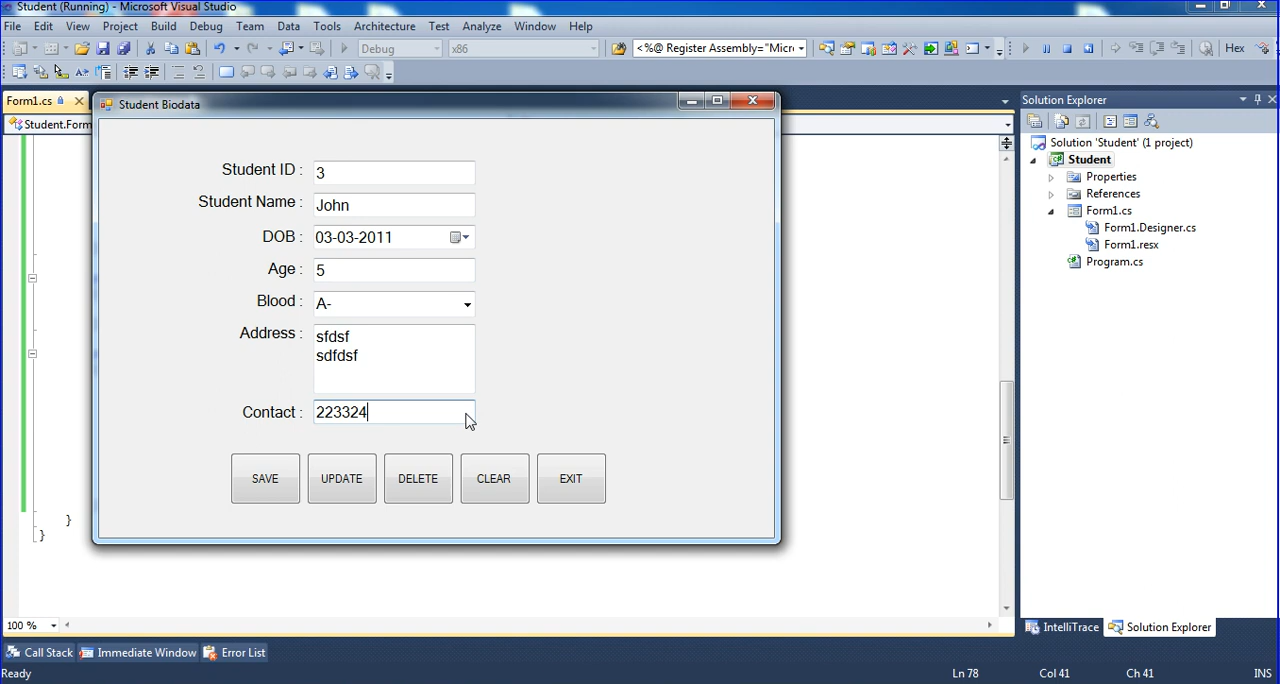 Student (Running) - Microsoft Visual Studio
File Edit View Project Build Debug Team Data Tools Architecture Test Analyze Window Help
Debug x86 <%@ Register Assembly="Micro Hex
Form1.cs
Student Biodata
Student.Form
Student ID : 3
Student Name : John
DOB : 03-03-2011
Age : 5
Blood : A-
Address : sfdsf
sdfdsf
Contact : 223324
SAVE UPDATE DELETE CLEAR EXIT
}
}
Solution Explorer
Solution 'Student' (1 project)
Student
Properties
References
Form1.cs
Form1.Designer.cs
Form1.resx
Program.cs
100 %
IntelliTrace Solution Explorer
Call Stack Immediate Window Error List
Ready Ln 78 Col 41 Ch 41 INS